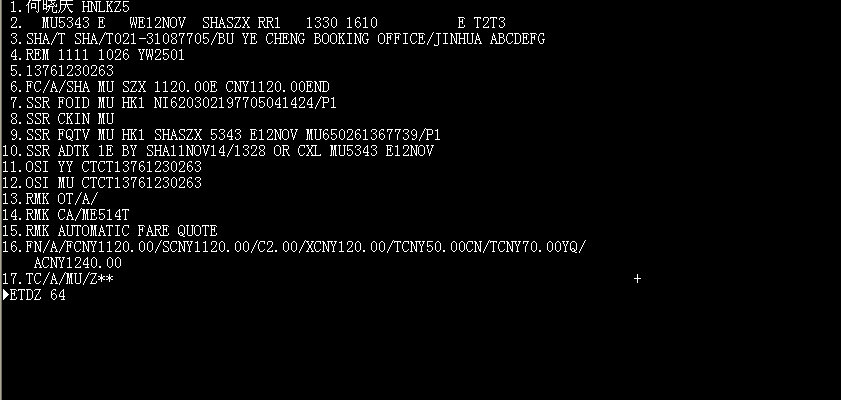 1.何晓庆 HNLKZ5
2. MU5343 E WE12NOV SHASZX RR1 1330 1610 E T2T3
3.SHA/T SHA/T021-31087705/BU YE CHENG BOOKING OFFICE/JINHUA ABCDEFG
4.REM 1111 1026 YW2501
5.13761230263
6.FC/A/SHA MU SZX 1120.00E CNY1120.00END
7.SSR FOID MU HK1 NI620302197705041424/P1
8.SSR CKIN MU
9.SSR FQTV MU HK1 SHASZX 5343 E12NOV MU650261367739/P1
10.SSR ADTK 1E BY SHA11NOV14/1328 OR CXL MU5343 E12NOV
11.OSI YY CTCT13761230263
12.OSI MU CTCT13761230263
13.RMK OT/A/
14.RMK CA/ME514T
15.RMK AUTOMATIC FARE QUOTE
16.FN/A/FCNY1120.00/SCNY1120.00/C2.00/XCNY120.00/TCNY50.00CN/TCNY70.00YQ/
ACNY1240.00
17.TC/A/MU/Z** +
▶ETDZ 64